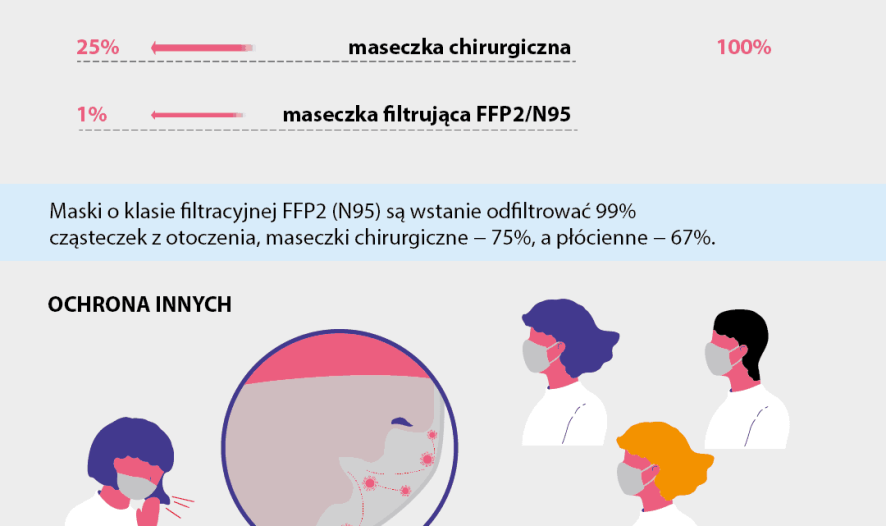 25% maseczka chirurgiczna 100%
1% maseczka filtrująca FFP2/N95
Maski o klasie filtracyjnej FFP2 (N95) są wstanie odfiltrować 99%
cząsteczek z otoczenia, maseczki chirurgiczne – 75%, a płócienne – 67%.
OCHRONA INNYCH